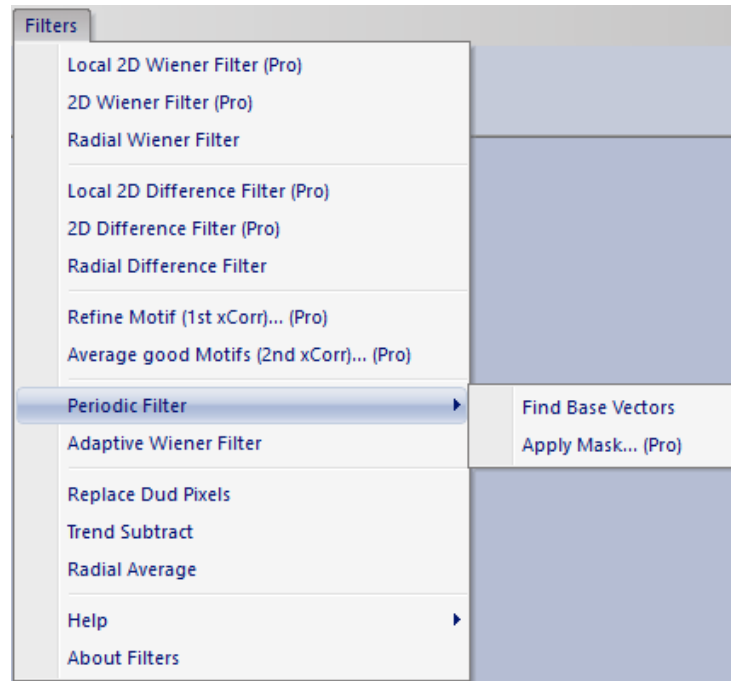 Filters
Local 2D Wiener Filter (Pro)
2D Wiener Filter (Pro)
Radial Wiener Filter
Local 2D Difference Filter (Pro)
2D Difference Filter (Pro)
Radial Difference Filter
Refine Motif (1st xCorr)... (Pro)
Average good Motifs (2nd xCorr)... (Pro)
Periodic Filter
Find Base Vectors
Adaptive Wiener Filter
Apply Mask... (Pro)
Replace Dud Pixels
Trend Subtract
Radial Average
Help
About Filters